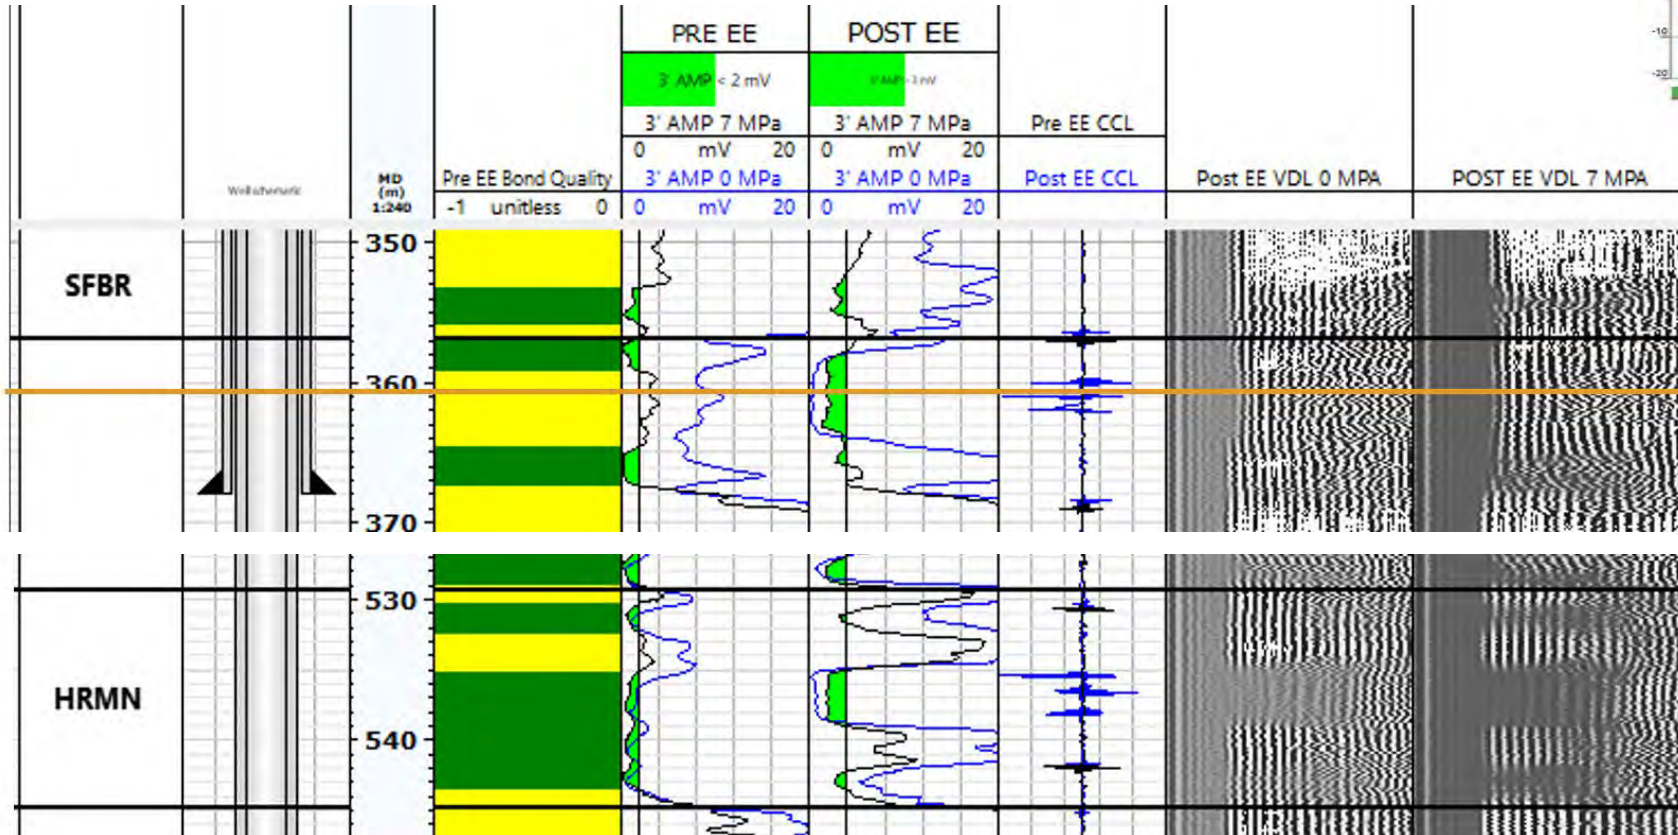 PRE EE
POST EE
3' AMP < 2 mV
3' AMP 7 MPa
3' AMP 7 MPa
Pre EE CCL
0 mV 20
0 mV 20
MD
(m)
1:240
Pre EE Bond Quality
3' AMP 0 MPa
3' AMP 0 MPa
Post EE CCL
Post EE VDL 0 MPA
POST EE VDL 7 MPA
-1 unitless 0
0 mV 20
0 mV 20
-10
-20
350
SFBR
360
370
530
HRMN
540